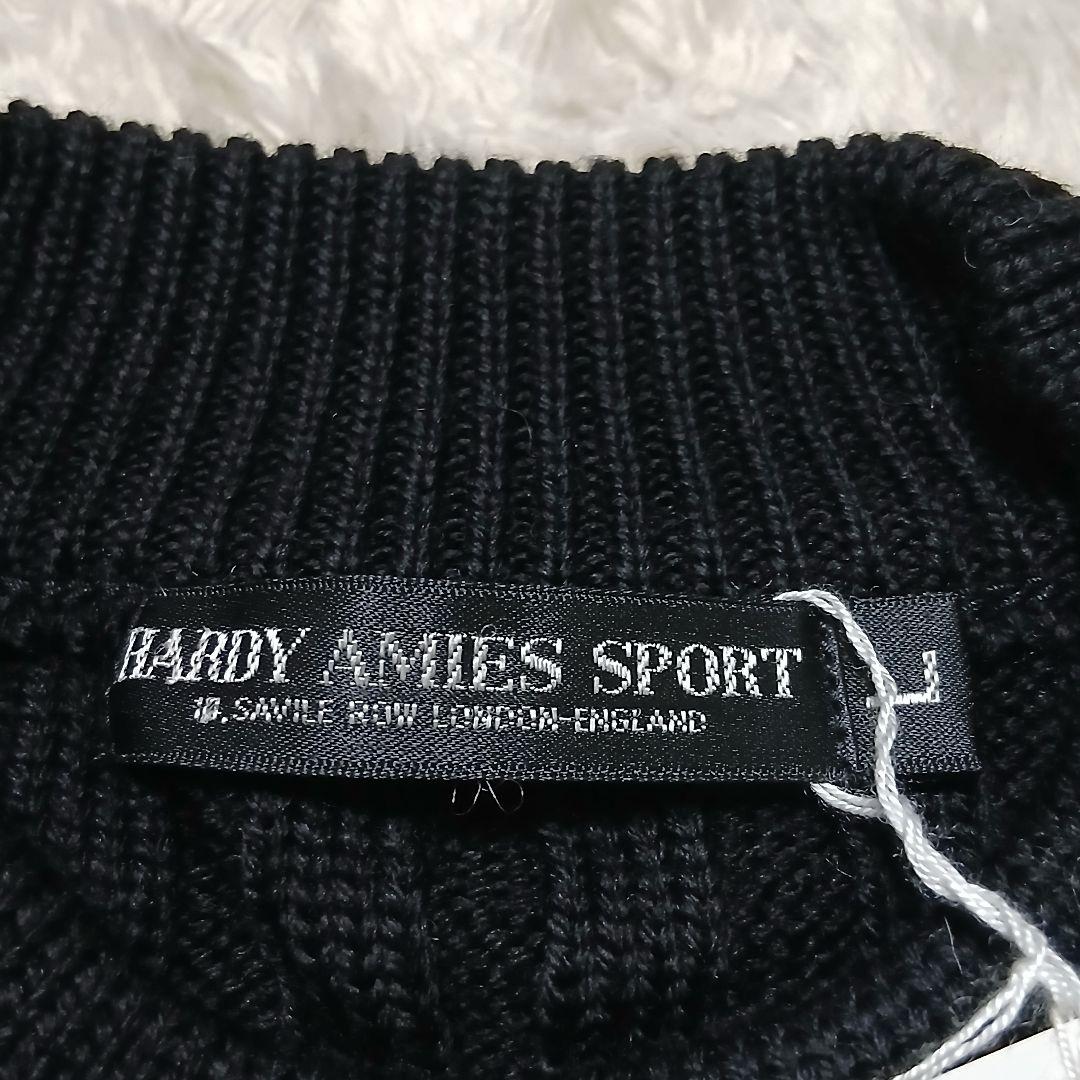 HARDY AMIES SPORT
10.SAVILE ROW LONDON-ENGLAND
L